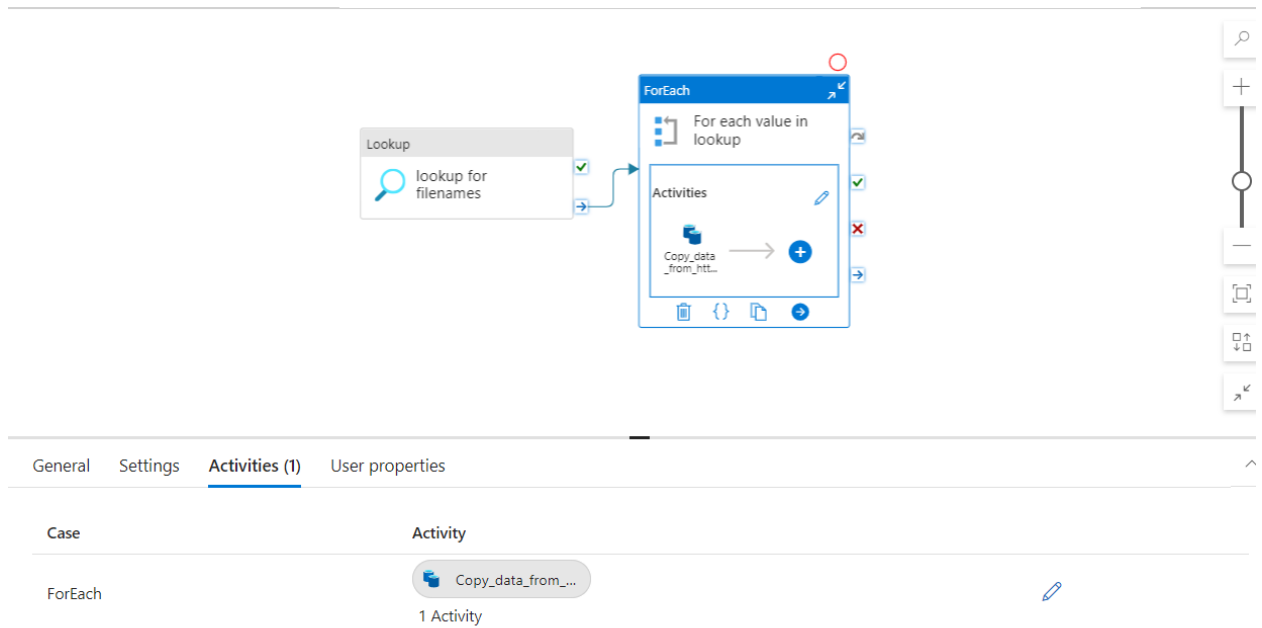 ForEach
For each value in
lookup
Lookup
lookup for
filenames
Activities
Copy_data
_from_htt...
General
Settings
Activities (1)
User properties
Case
Activity
ForEach
Copy_data_from_...
1 Activity